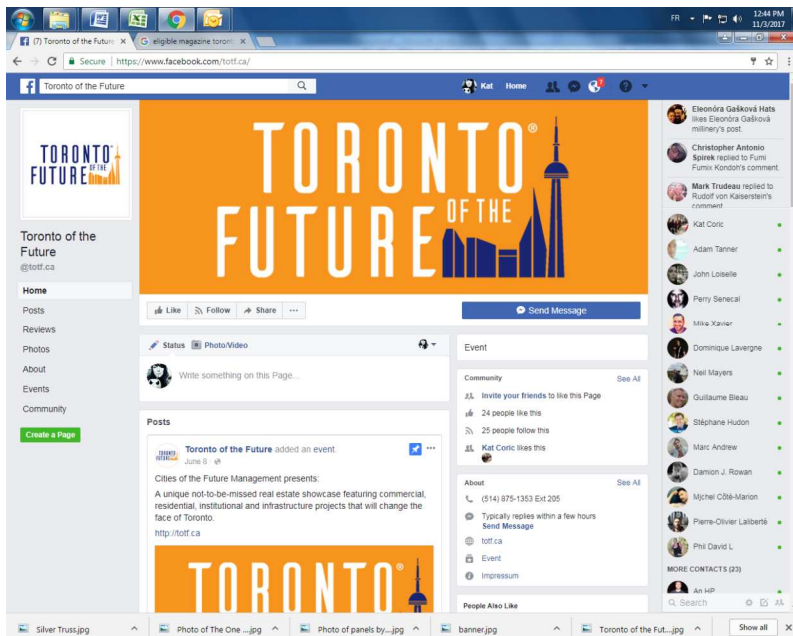 FR
12:44 PM
11/3/2017
(7) Toronto of the Future
eligible magazine toront
Secure
https://www.facebook.com/totf.ca/
Toronto of the Future
Kat
Home
7
TORONTO
OF THE
FUTURE
Toronto of the
Future
@totf.ca
Home
Posts
Reviews
Photos
About
Events
Community
Create a Page
TORONTO®
OF THE
FUTURE
Like
Follow
Share
Send Message
Status
Photo/Video
Write something on this Page...
Posts
Toronto of the Future added an event.
June 8
Cities of the Future Management presents:
A unique not-to-be-missed real estate showcase featuring commercial,
residential, institutional and infrastructure projects that will change the
face of Toronto.
http://totf.ca
TORONTO®
Event
Community
See All
Invite your friends to like this Page
24 people like this
25 people follow this
Kat Coric likes this
About
See All
(514) 875-1353 Ext 205
Typically replies within a few hours
Send Message
totf.ca
Event
Impressum
People Also Like
Eleonóra Gašková Hats
likes Eleonóra Gašková
millinery's post.
Christopher Antonio
Spirek replied to Fumi
Fumix Kondoh's comment.
Mark Trudeau replied to
Rudolf von Kaiserstein's
comment
Kat Coric
Adam Tanner
John Loiselle
Perry Senecal
Mike Xavier
Dominique Lavergne
Neil Mayers
Guillaume Bleau
Stéphane Hudon
Marc Andrew
Damion J. Rowan
Mjchel Côté-Marion
Pierre-Olivier Laliberté
Phil David L
MORE CONTACTS (23)
An HP
Search
Silver Truss.jpg
Photo of The One ....jpg
Photo of panels by....jpg
banner.jpg
Toronto of the Fut....jpg
Show all